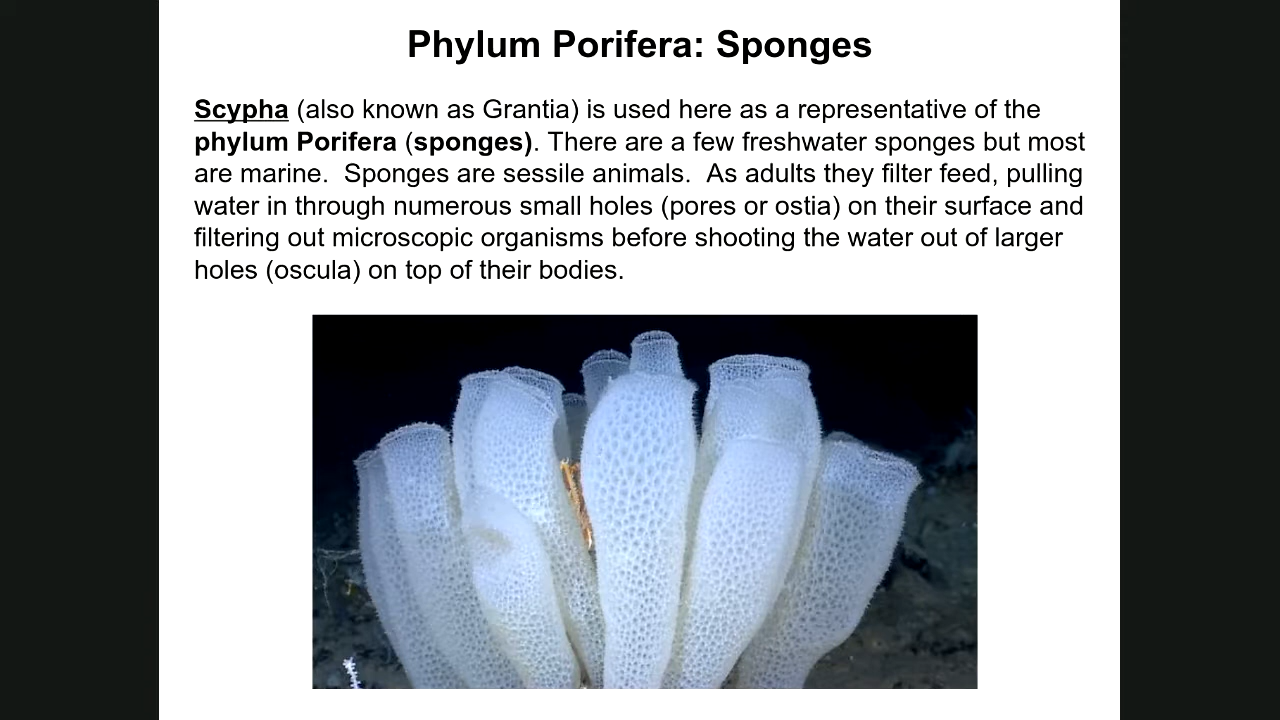 Phylum Porifera: Sponges
Scypha (also known as Grantia) is used here as a representative of the
phylum Porifera (sponges). There are a few freshwater sponges but most
are marine.  Sponges are sessile animals.  As adults they filter feed, pulling
water in through numerous small holes (pores or ostia) on their surface and
filtering out microscopic organisms before shooting the water out of larger
holes (oscula) on top of their bodies.